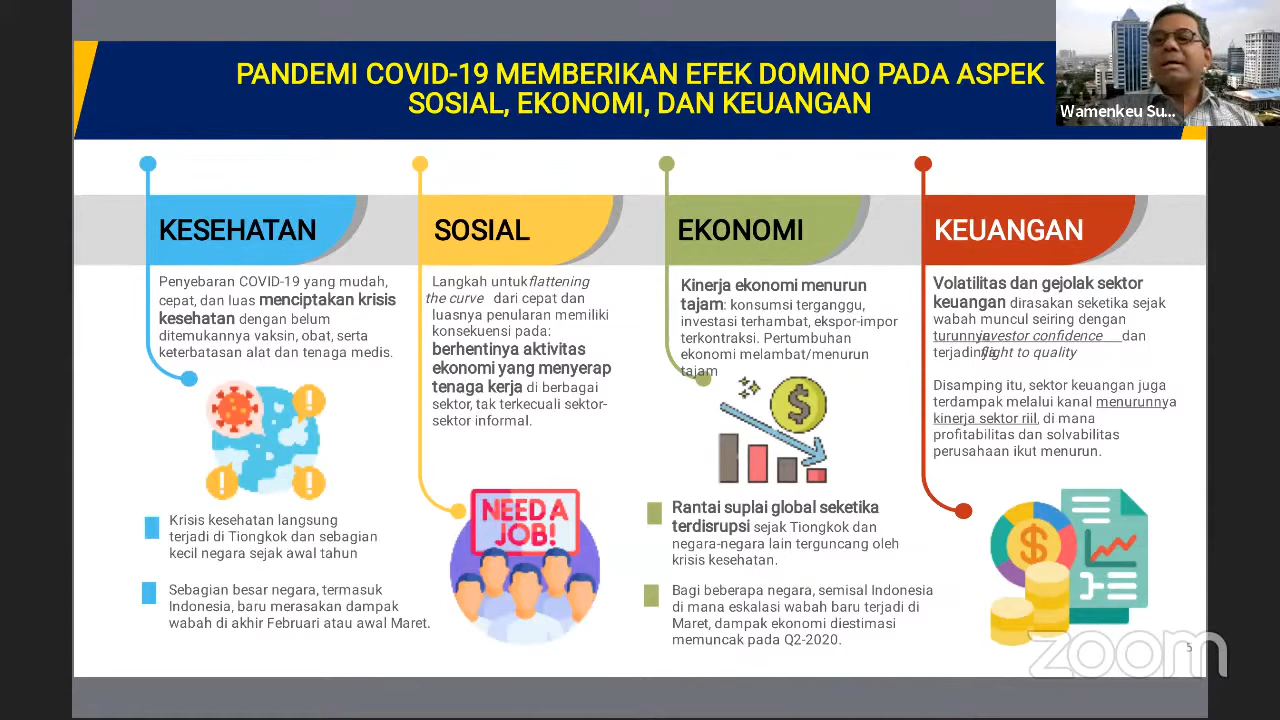 PANDEMI COVID-19 MEMBERIKAN EFEK DOMINO PADA ASPEK
SOSIAL, EKONOMI, DAN KEUANGAN
Wamenkeu Su...
KESEHATAN
Penyebaran COVID-19 yang mudah,
cepat, dan luas menciptakan krisis
kesehatan dengan belum
ditemukannya vaksin, obat, serta
keterbatasan alat dan tenaga medis.
Krisis kesehatan langsung
terjadi di Tiongkok dan sebagian
kecil negara sejak awal tahun
Sebagian besar negara, termasuk
Indonesia, baru merasakan dampak
wabah di akhir Februari atau awal Maret.
SOSIAL
Langkah untuk flattening
the curve dari cepat dan
luasnya penularan memiliki
konsekuensi pada:
berhentinya aktivitas
ekonomi yang menyerap
tenaga kerja di berbagai
sektor, tak terkecuali sektor-
sektor informal.
NEED A
JOB!
EKONOMI
Kinerja ekonomi menurun
tajam: konsumsi terganggu,
investasi terhambat, ekspor-impor
terkontraksi. Pertumbuhan
ekonomi melambat/menurun
tajam
$
Rantai suplai global seketika
terdisrupsi sejak Tiongkok dan
negara-negara lain terguncang oleh
krisis kesehatan.
Bagi beberapa negara, semisal Indonesia
di mana eskalasi wabah baru terjadi di
Maret, dampak ekonomi diestimasi
memuncak pada Q2-2020.
KEUANGAN
Volatilitas dan gejolak sektor
keuangan dirasakan seketika sejak
wabah muncul seiring dengan
turunnya investor confidence dan
terjadinya flight to quality
Disamping itu, sektor keuangan juga
terdampak melalui kanal menurunnya
kinerja sektor riil, di mana
profitabilitas dan solvabilitas
perusahaan ikut menurun.
$
5
zoom